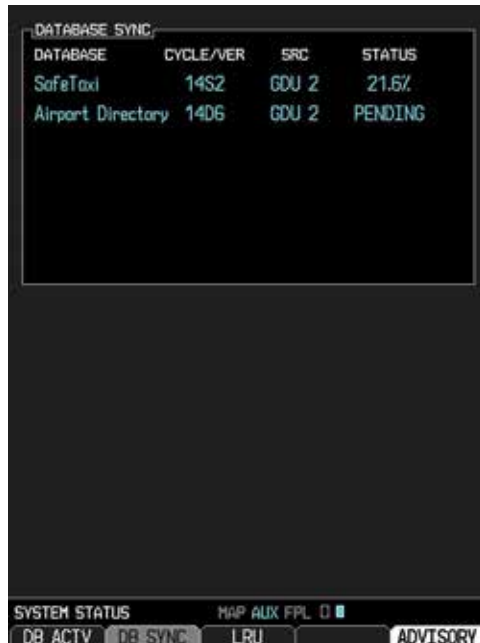 DATABASE SYNC
DATABASE CYCLE/VER SRC STATUS
SafeTaxi 14S2 GDU 2 21.6%
Airport Directory 14D6 GDU 2 PENDING
SYSTEM STATUS MAP AUX FPL
DB ACTV DB SYNC LRU ADVISORY